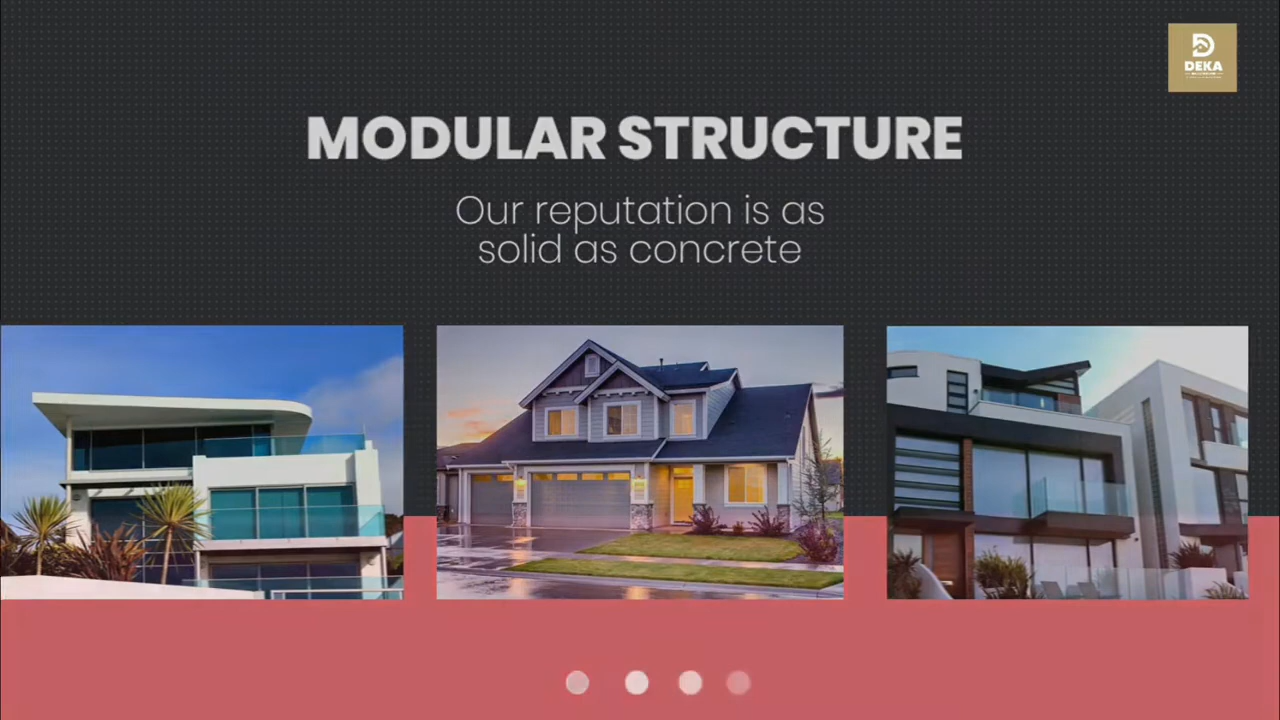 DEKA
MODULAR STRUCTURE
Our reputation is as
solid as concrete